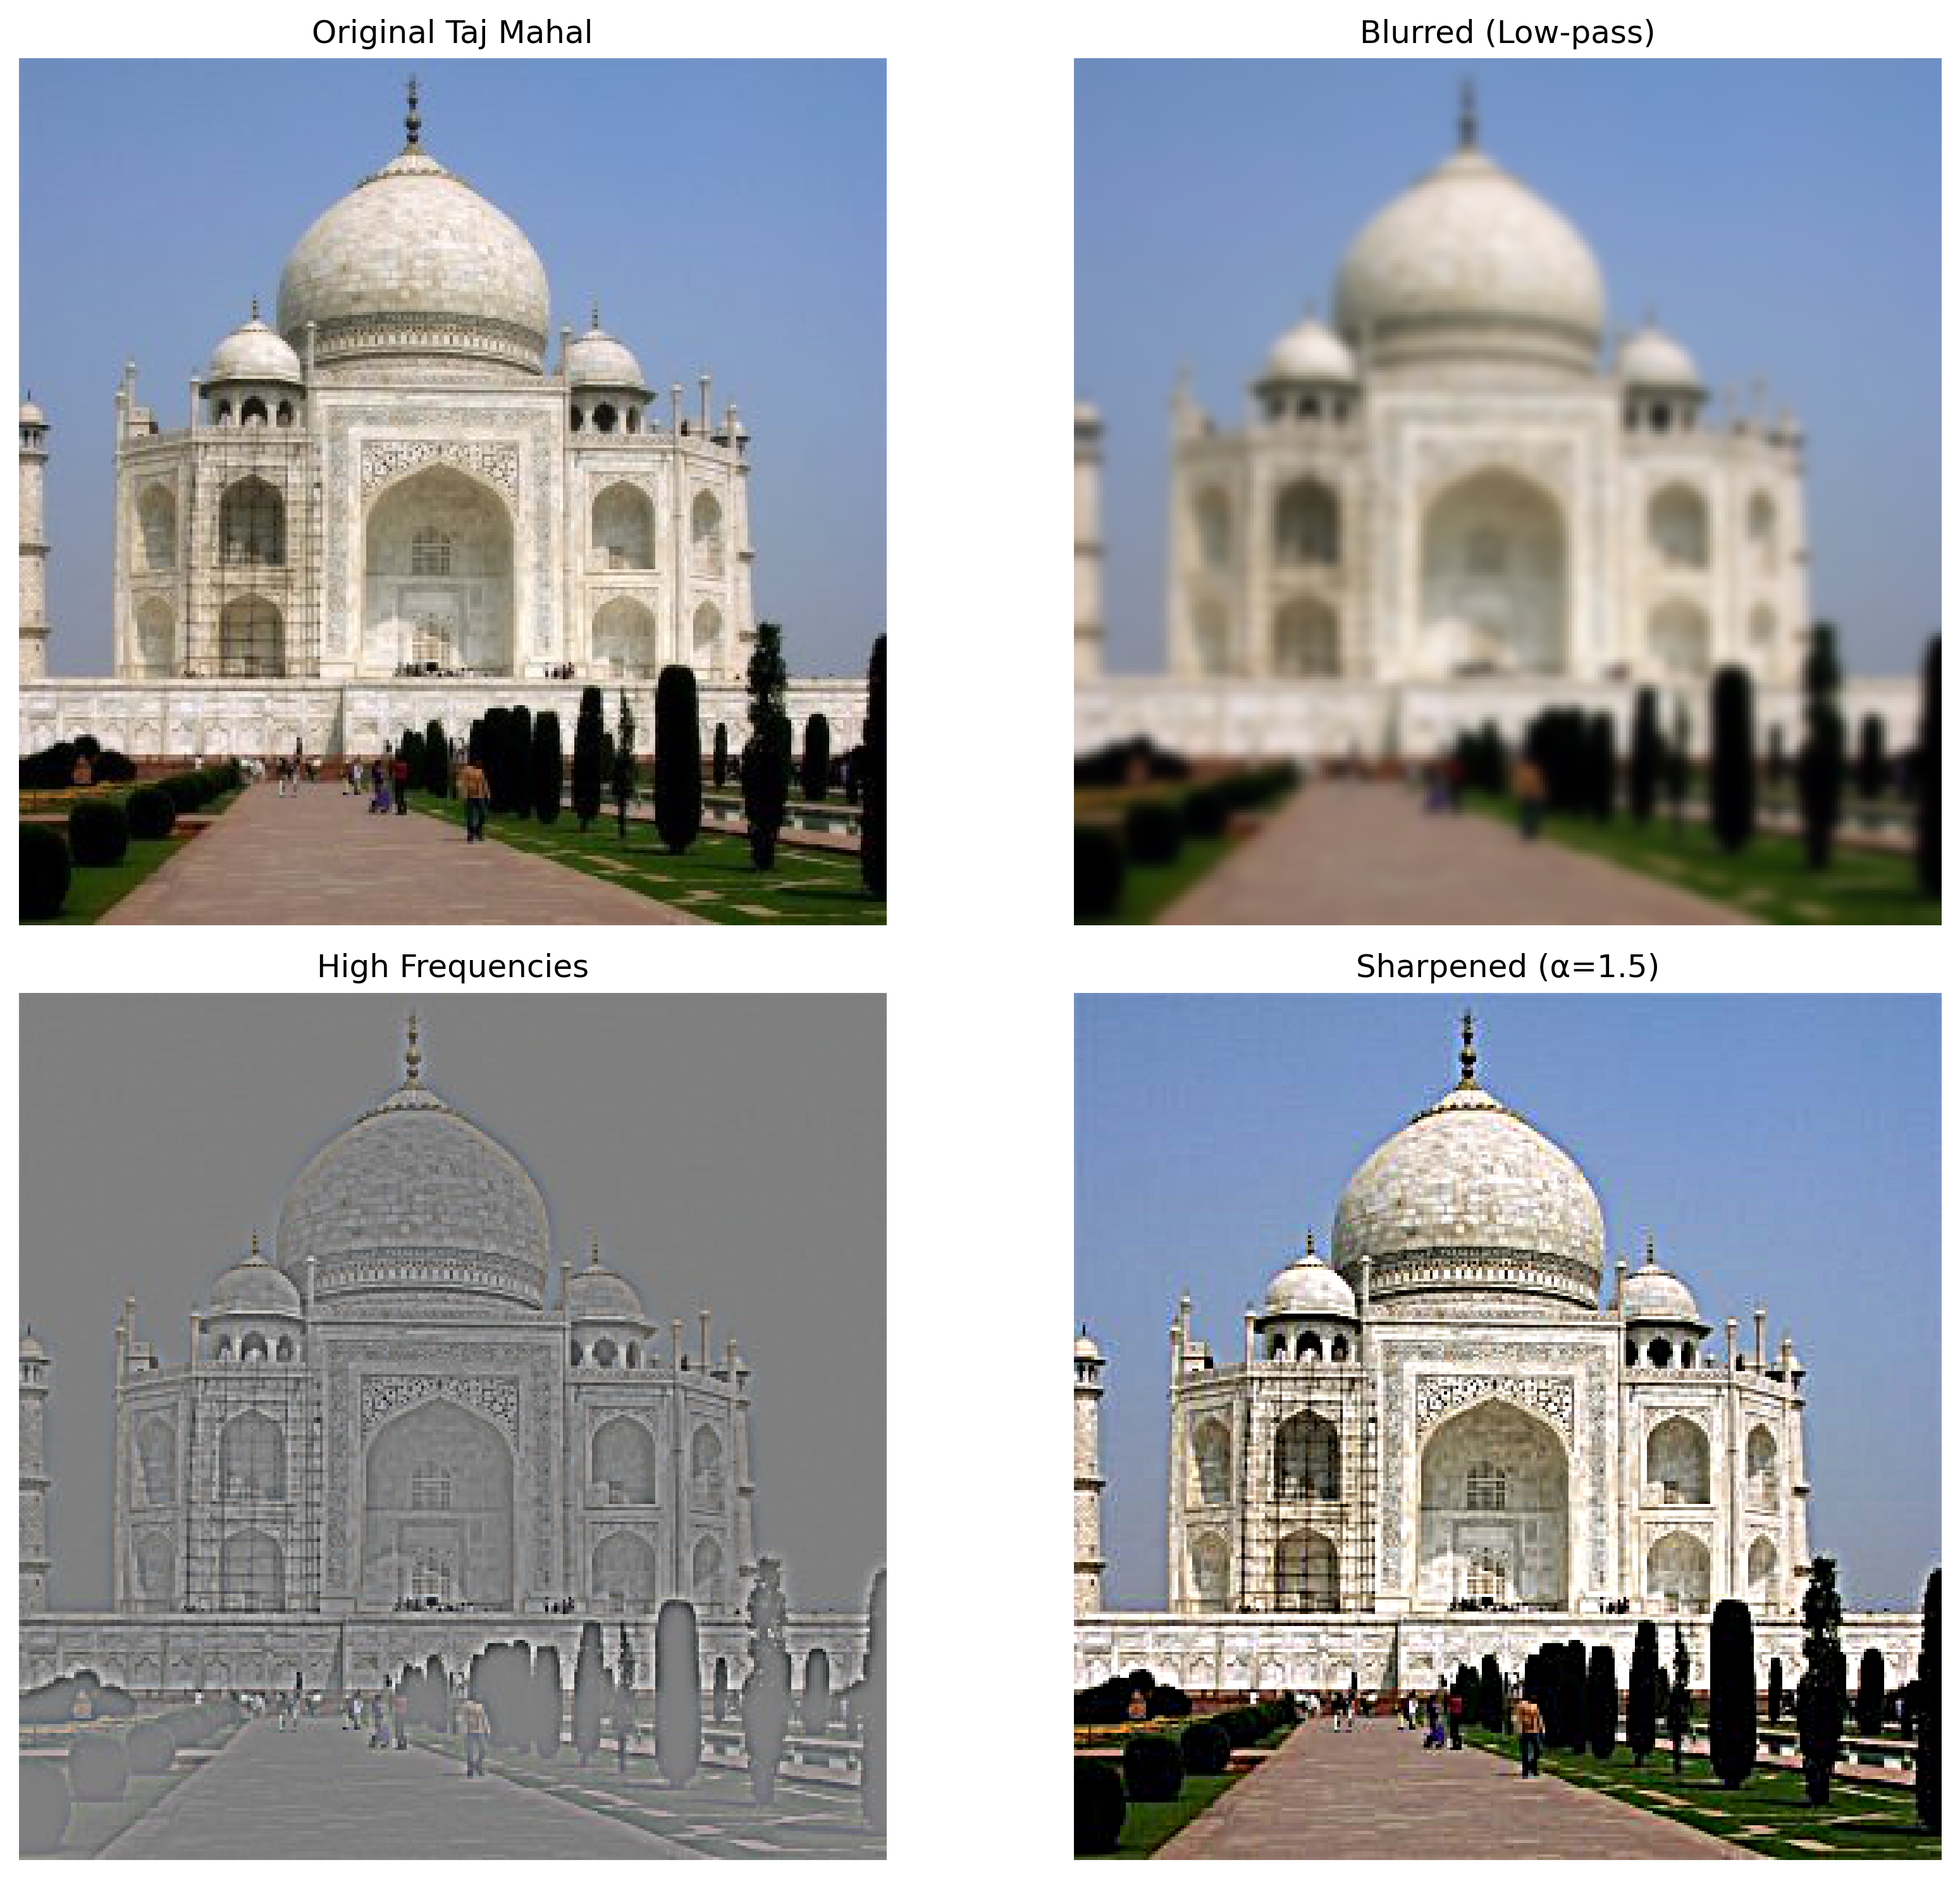 Original Taj Mahal
Blurred (Low-pass)
High Frequencies
Sharpened (α=1.5)